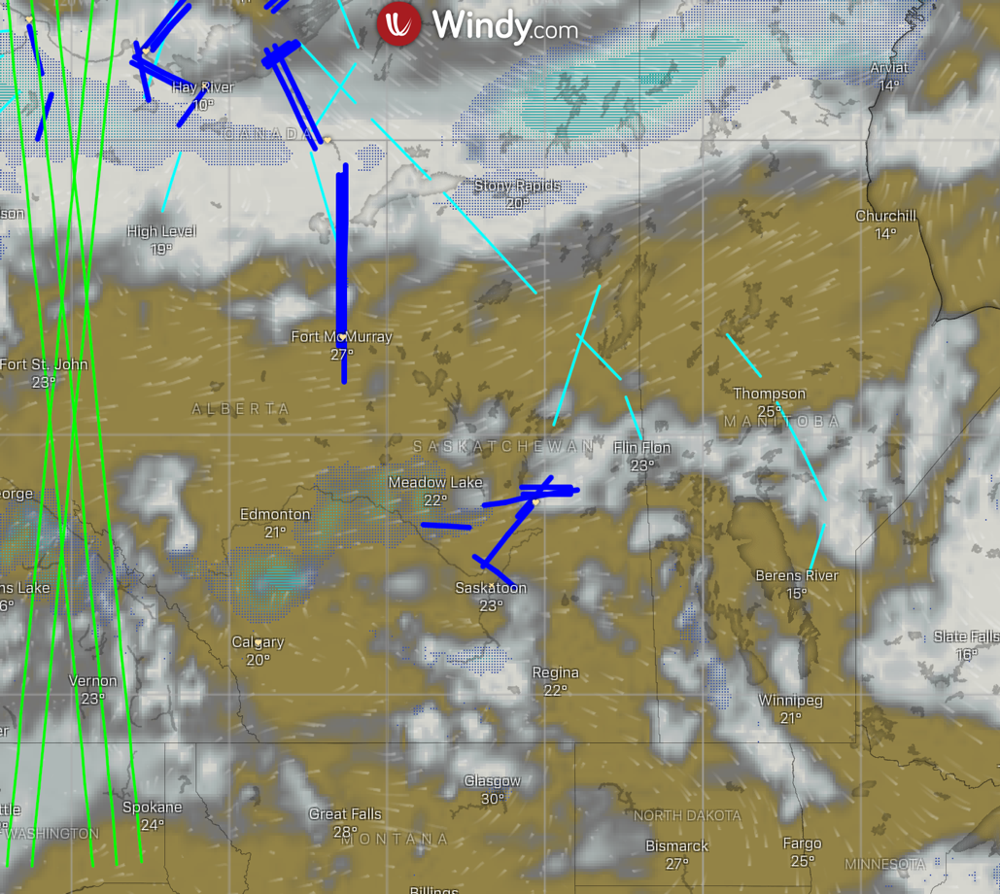 Windy.com
Arviat
14°
Hay River
10°
CANADA
Stony Rapids
20°
son
High Level
19°
Churchill
14°
Fort McMurray
27°
Fort St. John
23°
Thompson
25°
ALBERTA
MANITOBA
SASKATCHEWAN
Flin Flon
23°
Meadow Lake
22°
eorge
Edmonton
21°
ns Lake
6°
Saskatoon
23°
Berens River
15°
Calgary
20°
Slate Falls
16°
Vernon
23°
Regina
22°
Winnipeg
21°
er
Glasgow
30°
ttle
Spokane
24°
Great Falls
28°
WASHINGTON
MONTANA
NORTH DAKOTA
Bismarck
27°
Fargo
25°
MINNESOTA
Billings